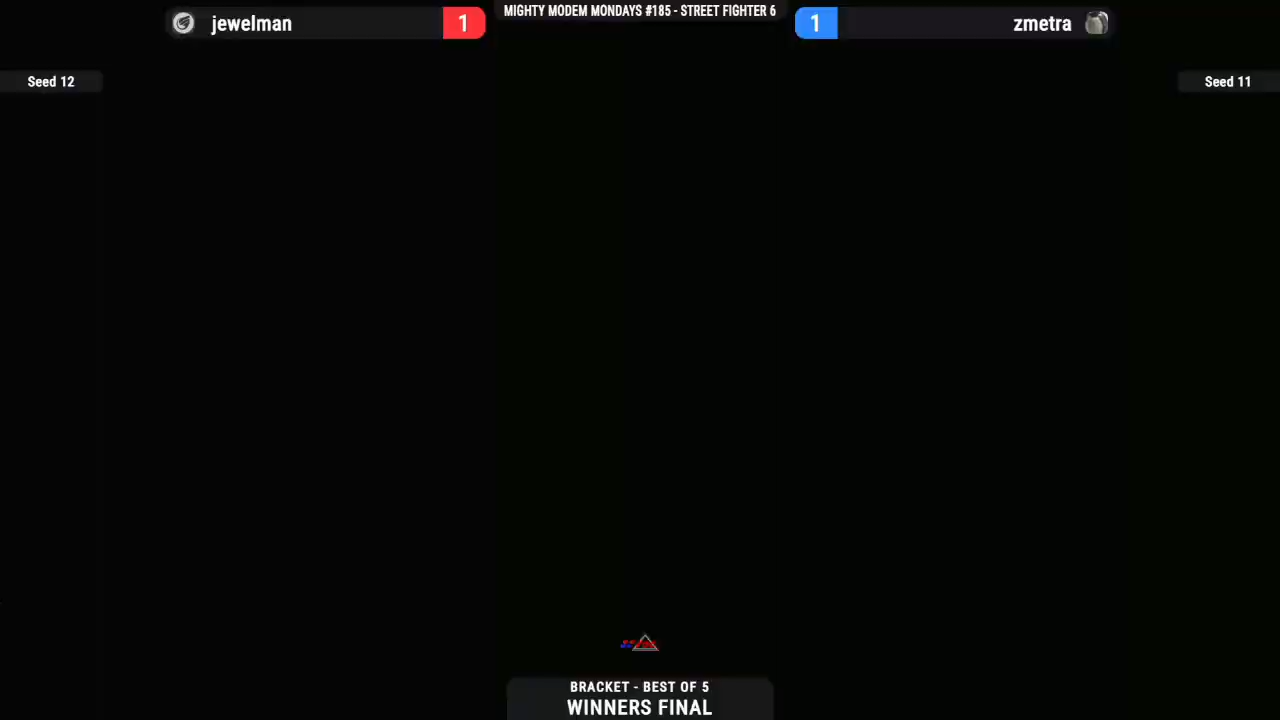 MIGHTY MODEM MONDAYS #185 - STREET FIGHTER 6
jewelman 1
1 zmetra
Seed 12
Seed 11
BRACKET - BEST OF 5
WINNERS FINAL